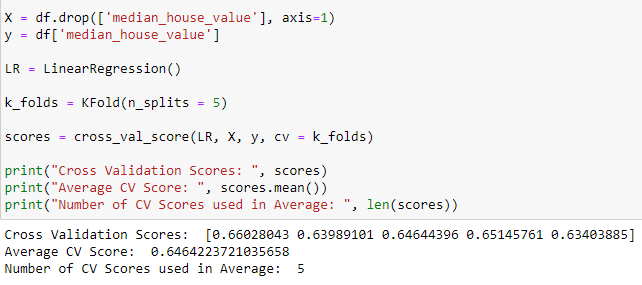 X = df.drop(['median_house_value'], axis=1)
y = df['median_house_value']
LR = LinearRegression()
k_folds = KFold(n_splits = 5)
scores = cross_val_score(LR, X, y, cv = k_folds)
print("Cross Validation Scores: ", scores)
print("Average CV Score: ", scores.mean())
print("Number of CV Scores used in Average: ", len(scores))
Cross Validation Scores:  [0.66028043 0.63989101 0.64644396 0.65145761 0.63403885]
Average CV Score:  0.6464223721035658
Number of CV Scores used in Average:  5